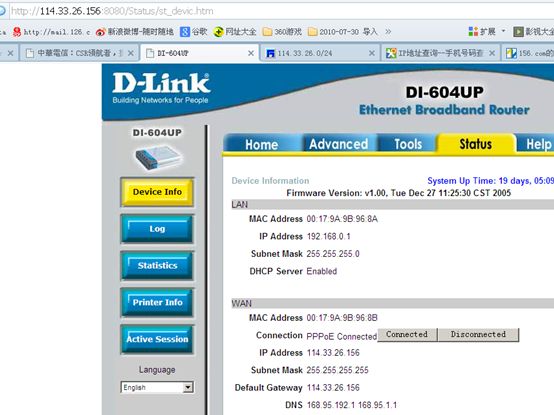 http://114.33.26.156:8080/Status/st_devic.htm
http://mail.126.c 新浪微博-随时随地 谷歌 网址大全 360游戏 2010-07-30 导入 » 扩展 影视大全
中華電信：CSR領航者， DI-604UP 114.33.26.0/24 IP地址查询--手机号码查 156.com的
D-Link
Building Networks for People
DI-604UP
Ethernet Broadband Router
DI-604UP
Home Advanced Tools Status Help
Device Info
Log
Statistics
Printer Info
Active Session
Language
English
Device Information System Up Time: 19 days, 05:09
Firmware Version: v1.00, Tue Dec 27 11:25:30 CST 2005
LAN
MAC Address 00:17:9A:9B:96:8A
IP Address 192.168.0.1
Subnet Mask 255.255.255.0
DHCP Server Enabled
WAN
MAC Address 00:17:9A:9B:96:8B
Connection PPPoE Connected Connected Disconnected
IP Address 114.33.26.156
Subnet Mask 255.255.255.255
Default Gateway 114.33.26.156
DNS 168.95.192.1 168.95.1.1